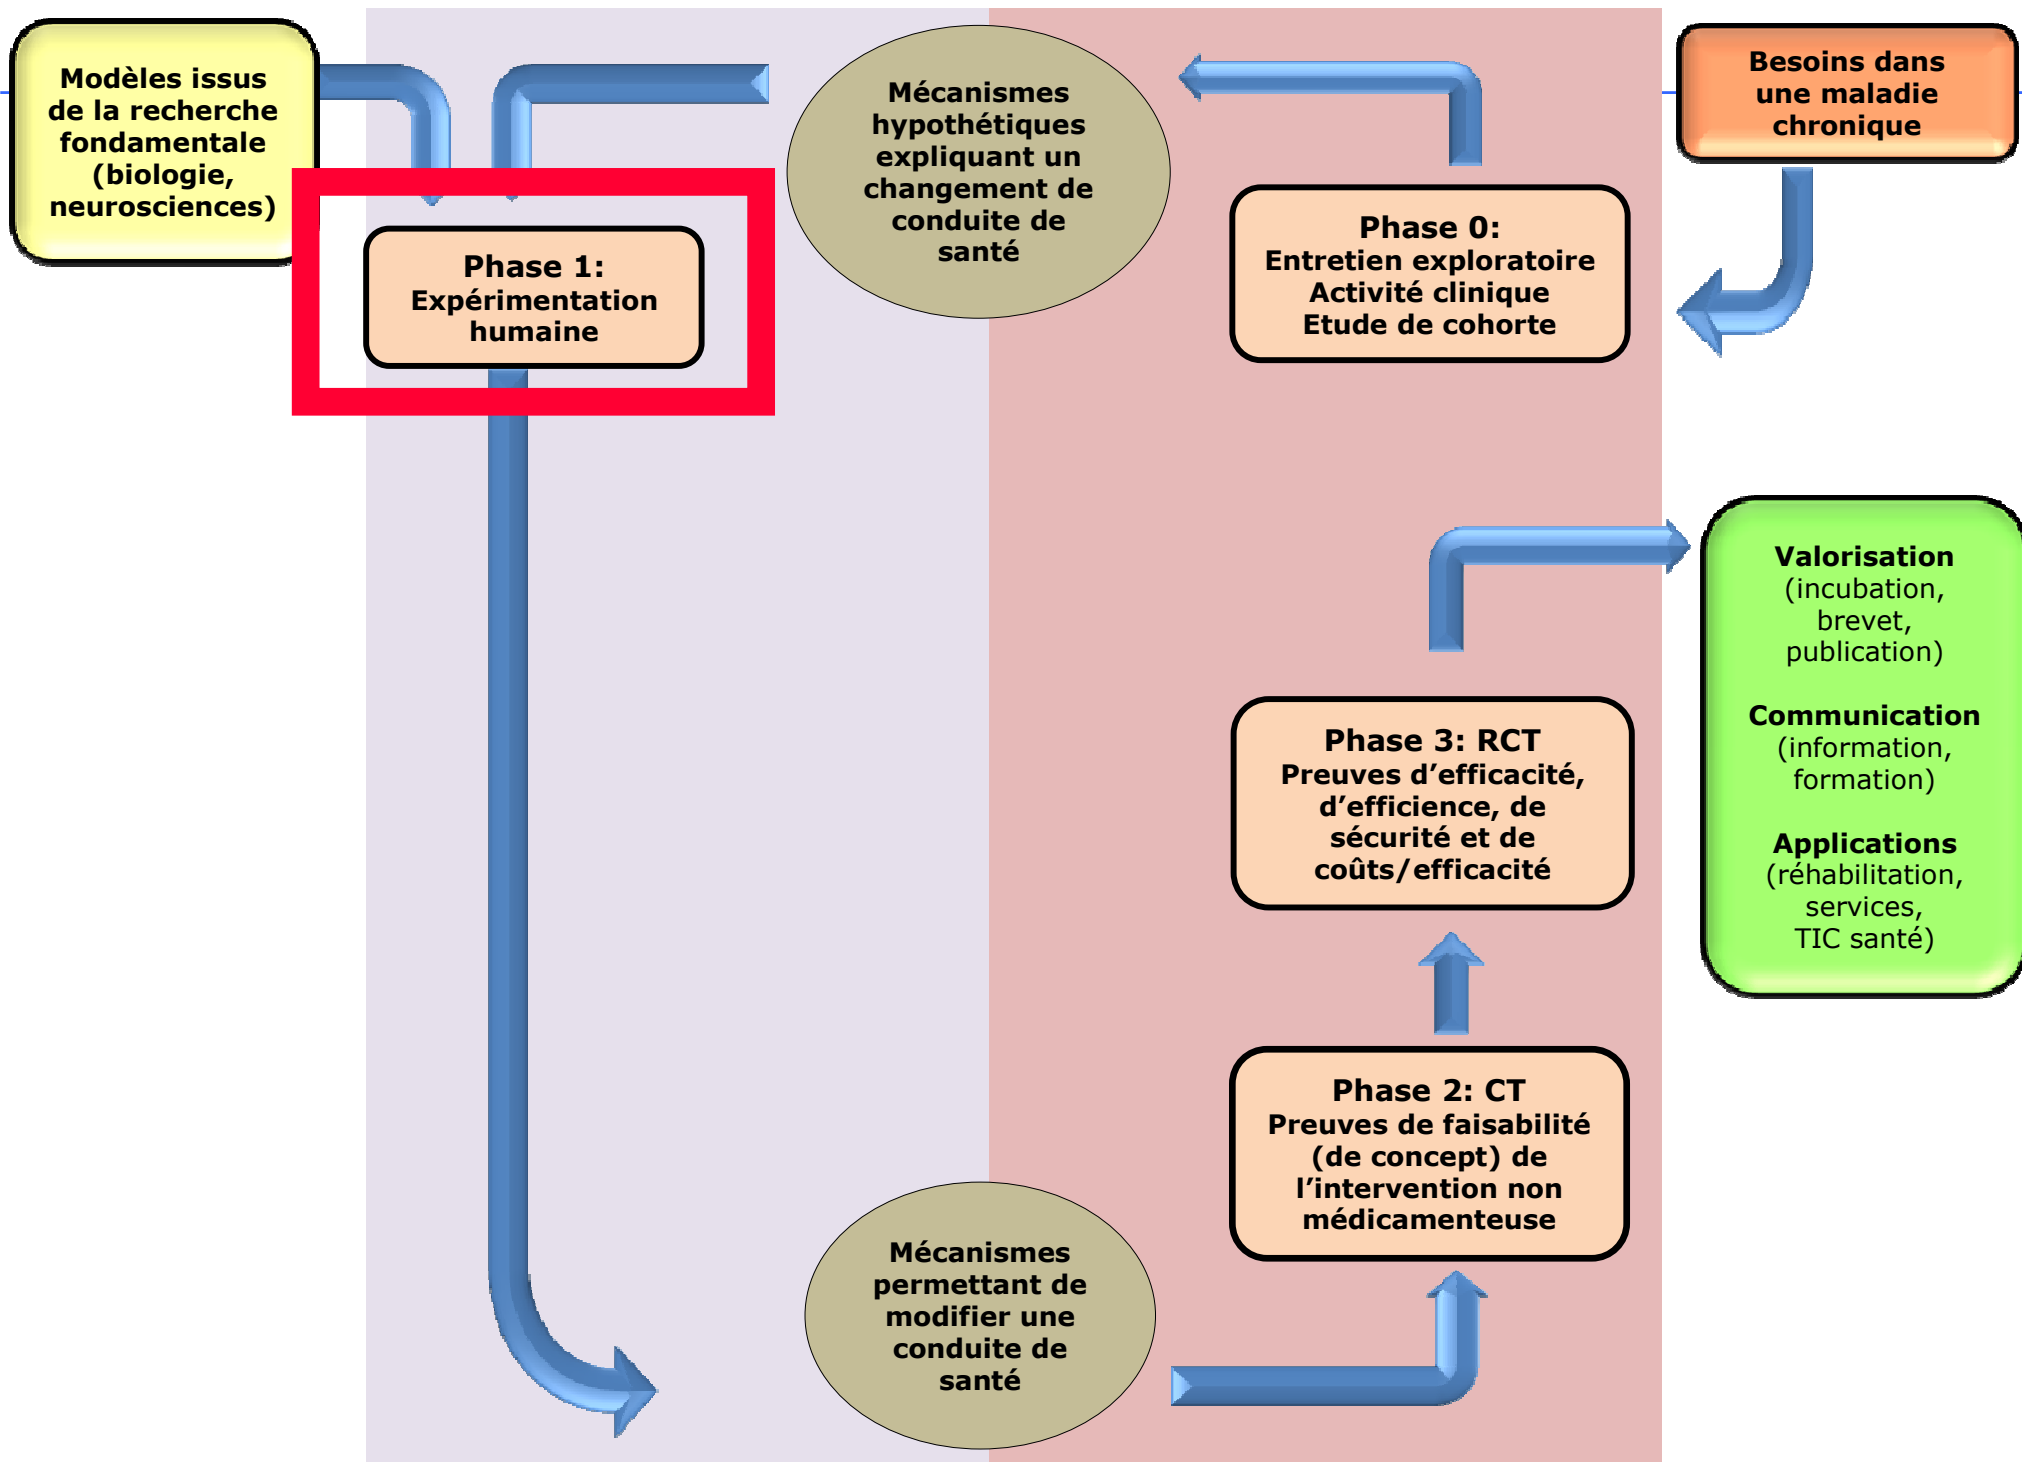 Modèles issus
de la recherche
fondamentale
(biologie,
neurosciences)
Mécanismes
hypothétiques
expliquant un
changement de
conduite de
santé
Besoins dans
une maladie
chronique
Phase 1:
Expérimentation
humaine
Phase 0:
Entretien exploratoire
Activité clinique
Etude de cohorte
Valorisation
(incubation,
brevet,
publication)
Communication
(information,
formation)
Applications
(réhabilitation,
services,
TIC santé)
Phase 3: RCT
Preuves d’efficacité,
d’efficience, de
sécurité et de
coûts/efficacité
Phase 2: CT
Preuves de faisabilité
(de concept) de
l’intervention non
médicamenteuse
Mécanismes
permettant de
modifier une
conduite de
santé